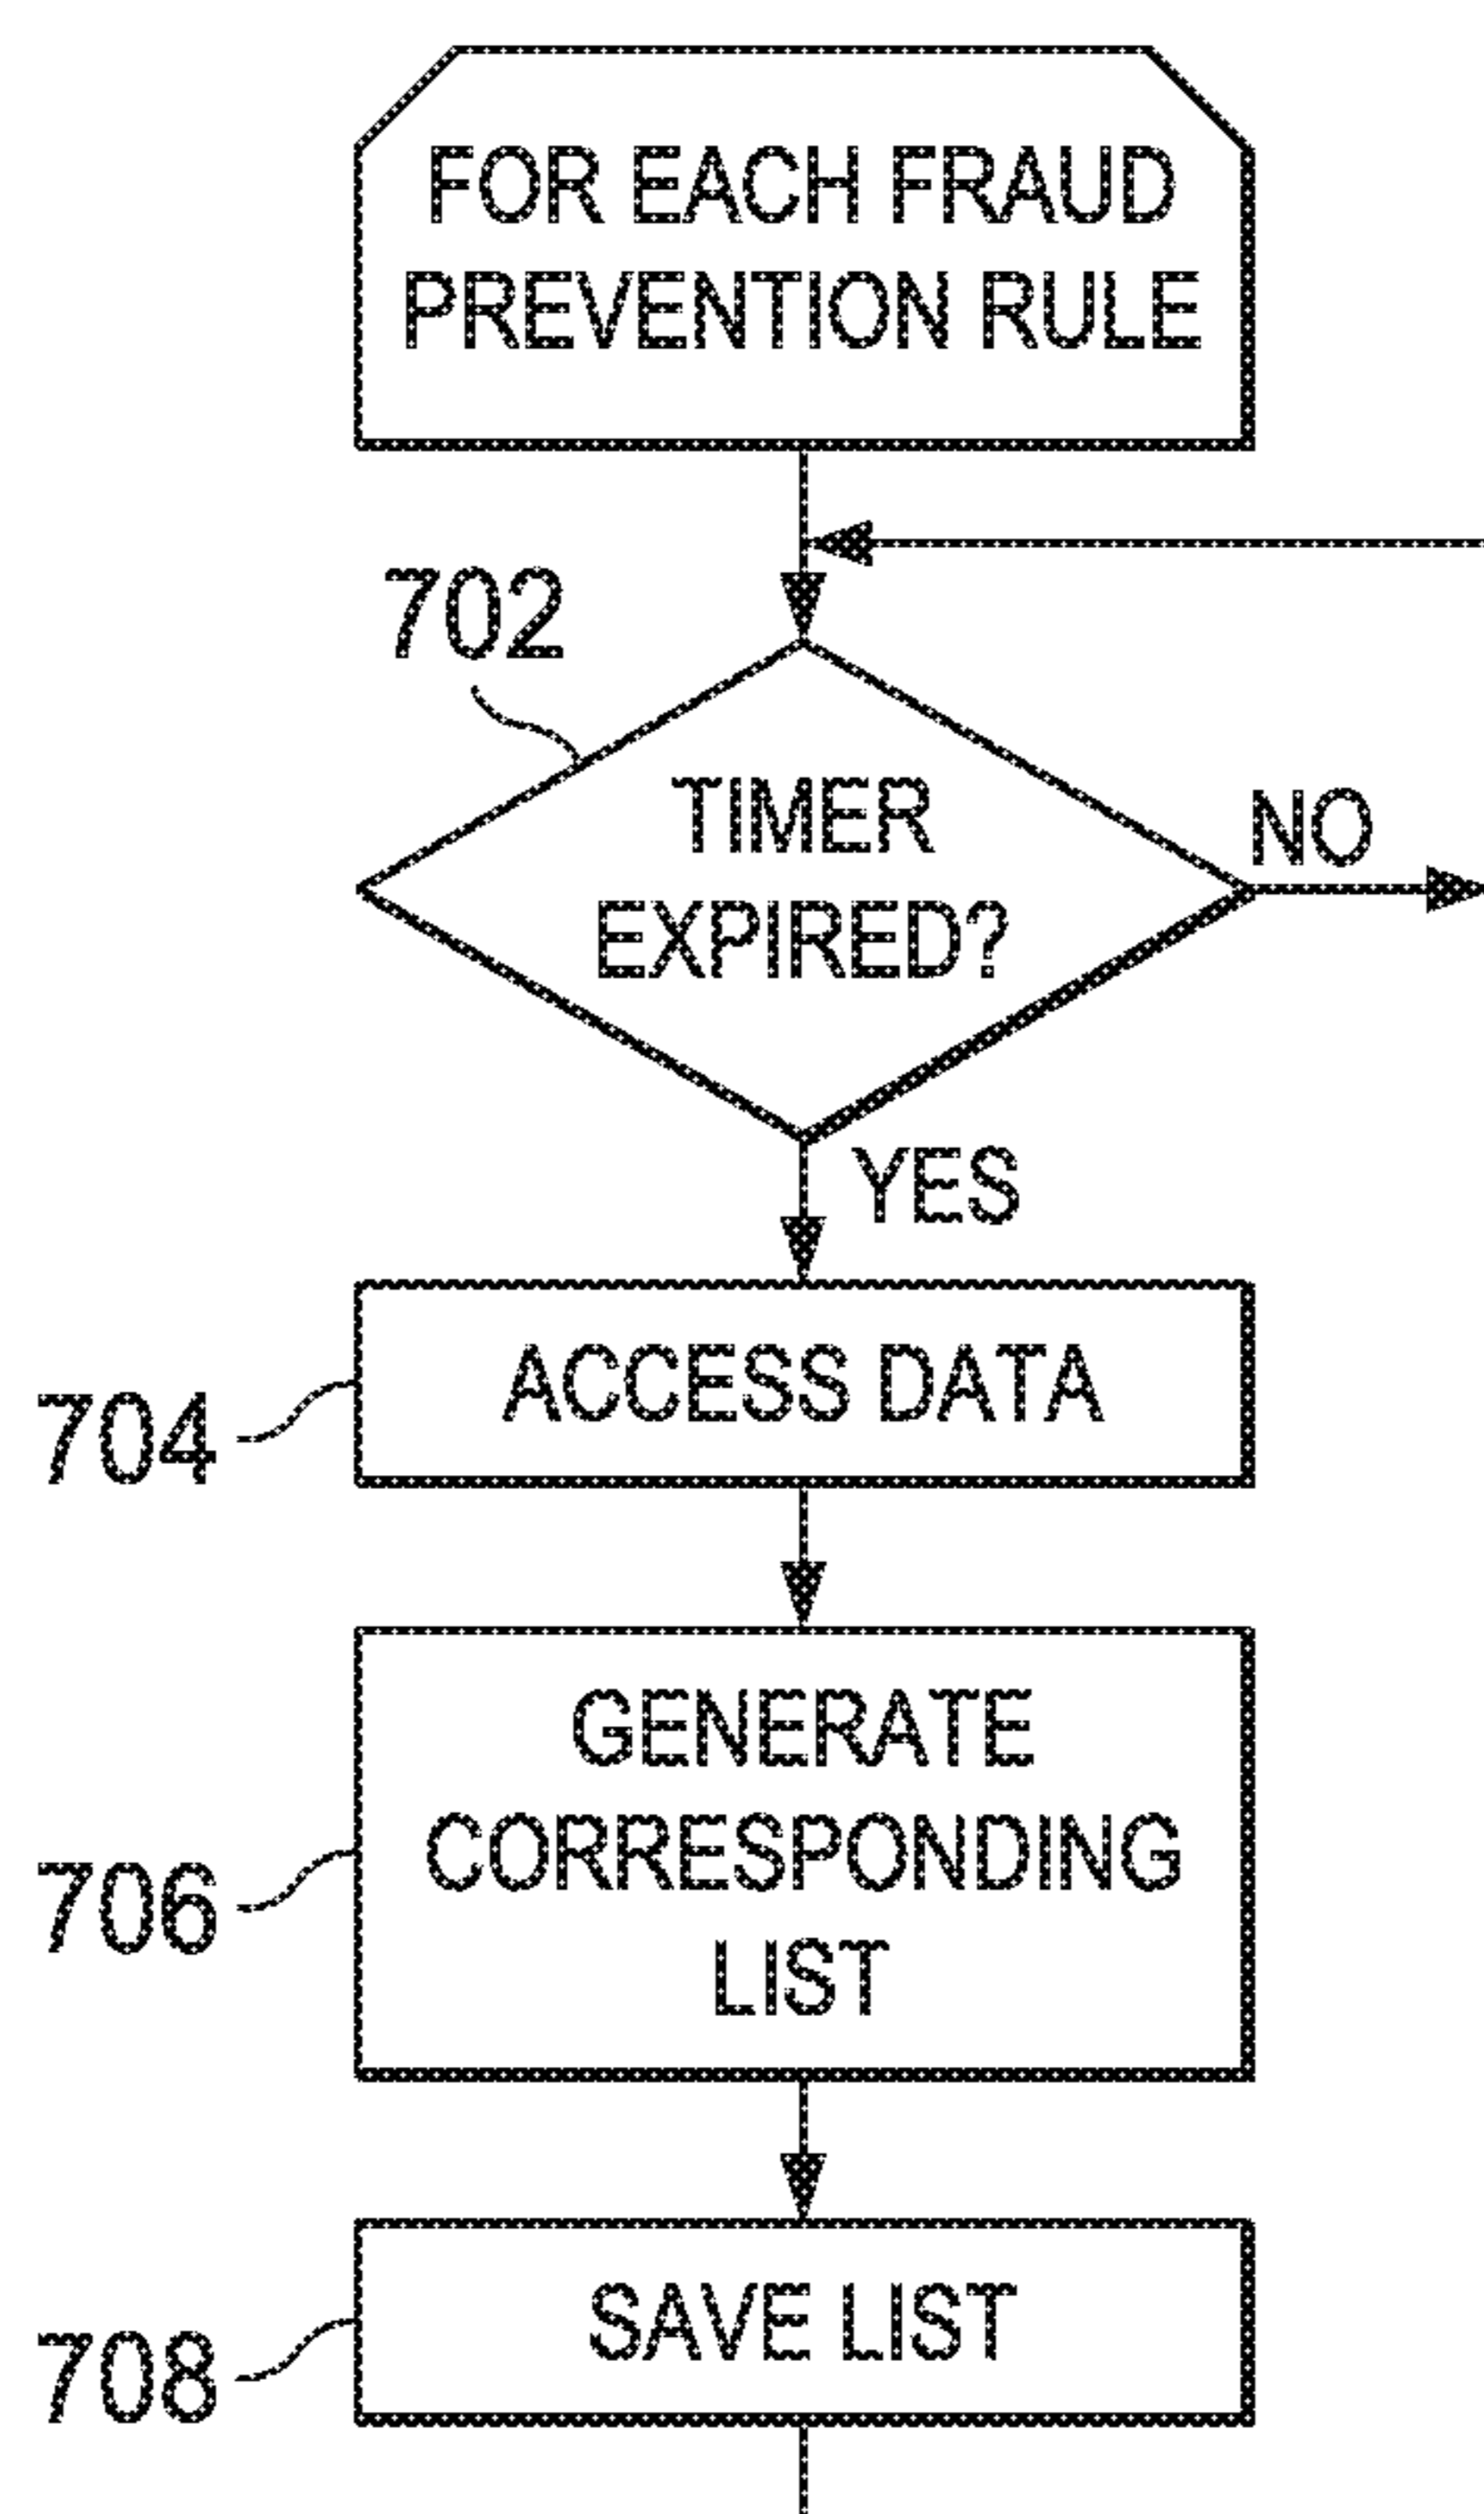 FOR EACH FRAUD
PREVENTION RULE
702
TIMER
EXPIRED?
NO
YES
704
ACCESS DATA
706
GENERATE
CORRESPONDING
LIST
708
SAVE LIST